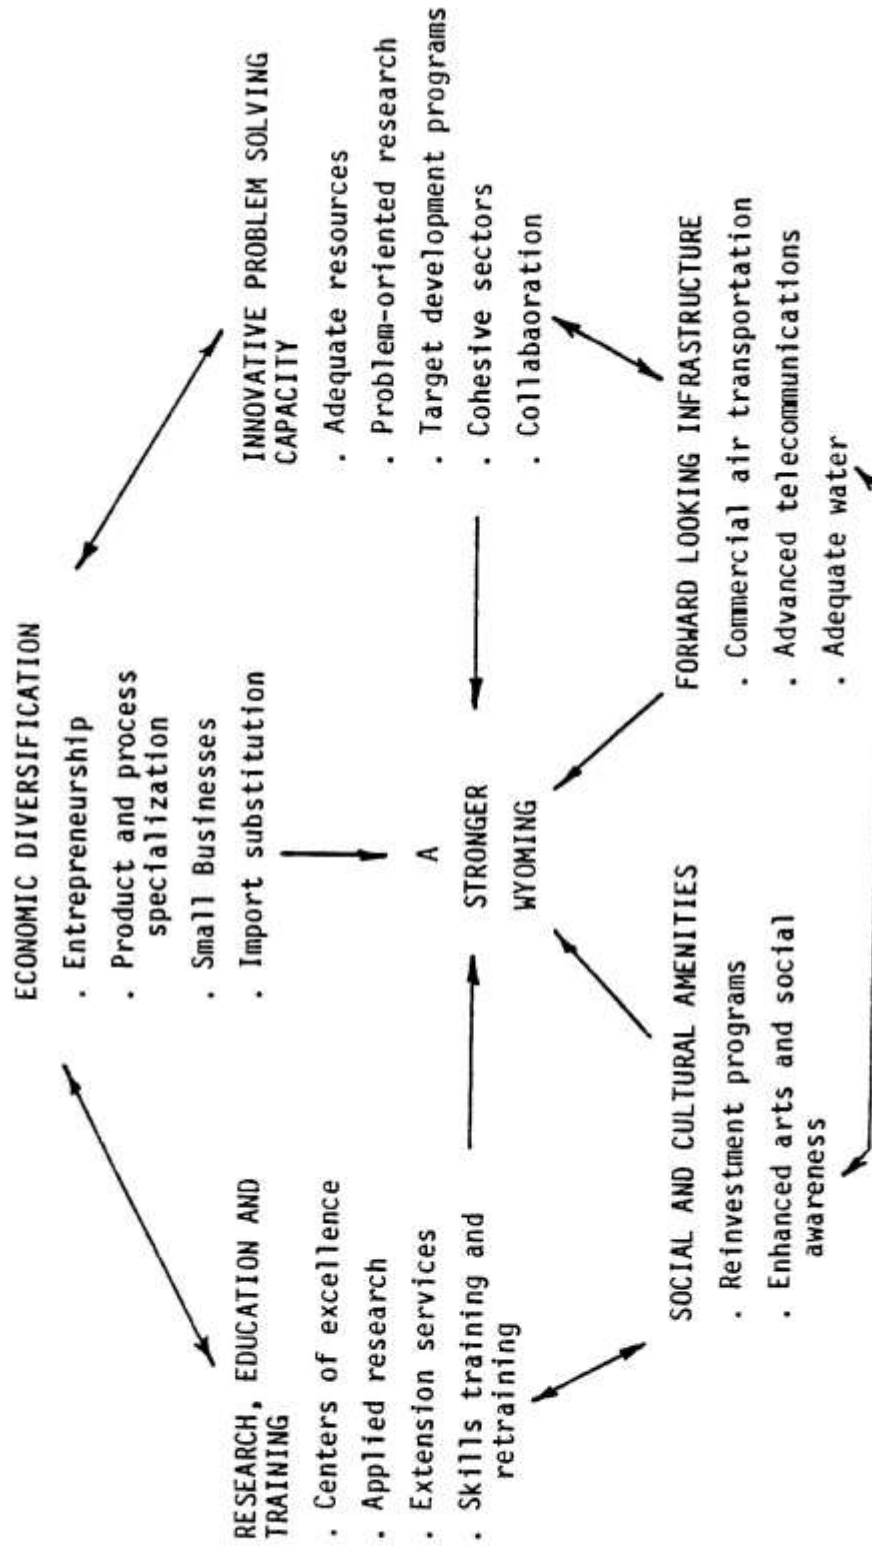 ECONOMIC DIVERSIFICATION
. Entrepreneurship
. Product and process
specialization
. Small Businesses
. Import substitution
RESEARCH, EDUCATION AND
TRAINING
. Centers of excellence
. Applied research
. Extension services
. Skills training and
retraining
A
STRONGER
WYOMING
INNOVATIVE PROBLEM SOLVING
CAPACITY
. Adequate resources
. Problem-oriented research
. Target development programs
. Cohesive sectors
. Collabaoration
SOCIAL AND CULTURAL AMENITIES
. Reinvestment programs
. Enhanced arts and social
awareness
FORWARD LOOKING INFRASTRUCTURE
. Commercial air transportation
. Advanced telecommunications
. Adequate water